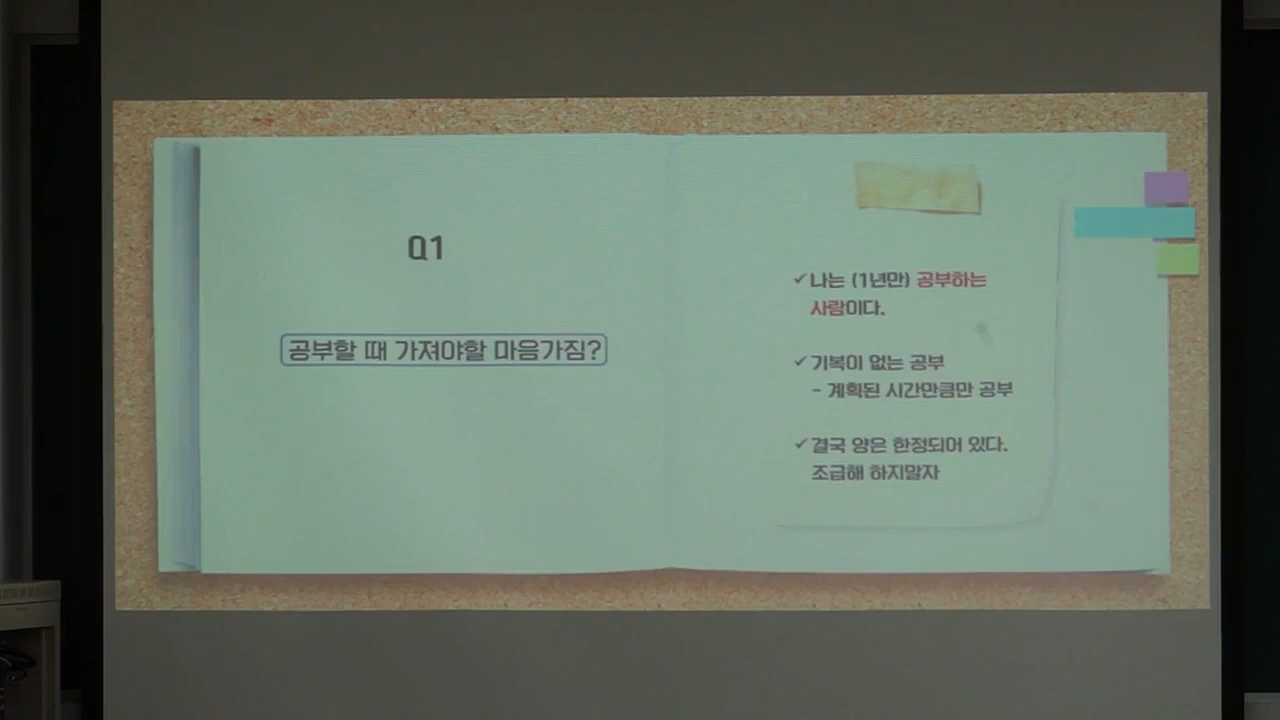 Q1
공부할 때 가져야할 마음가짐?
✓나는 (1년만) 공부하는
사람이다.
✓기복이 없는 공부
- 계획된 시간만큼만 공부
✓결국 양은 한정되어 있다.
조급해 하지말자